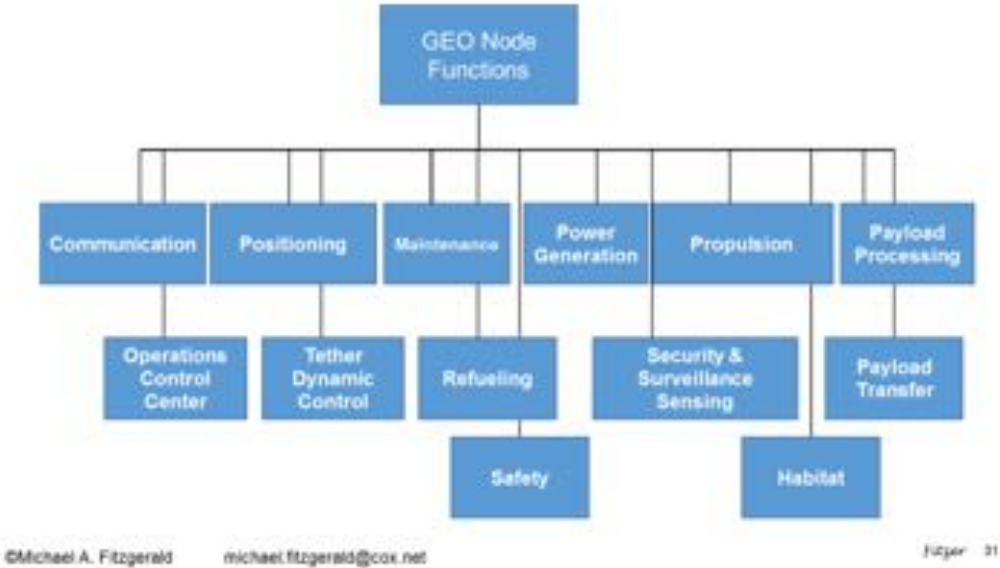 GEO Node
Functions
Communication
Positioning
Maintenance
Power
Generation
Propulsion
Payload
Processing
Operations
Control
Center
Tether
Dynamic
Control
Refueling
Security &
Surveillance
Sensing
Payload
Transfer
Safety
Habitat
©Michael A. Fitzgerald michael.fitzgerald@cox.net
31